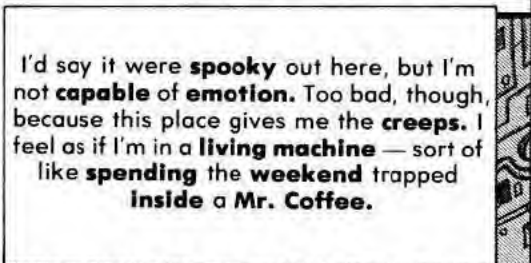 I'd say it were spooky out here, but I'm
not capable of emotion. Too bad, though,
because this place gives me the creeps. I
feel as if I'm in a living machine — sort of
like spending the weekend trapped
inside a Mr. Coffee.